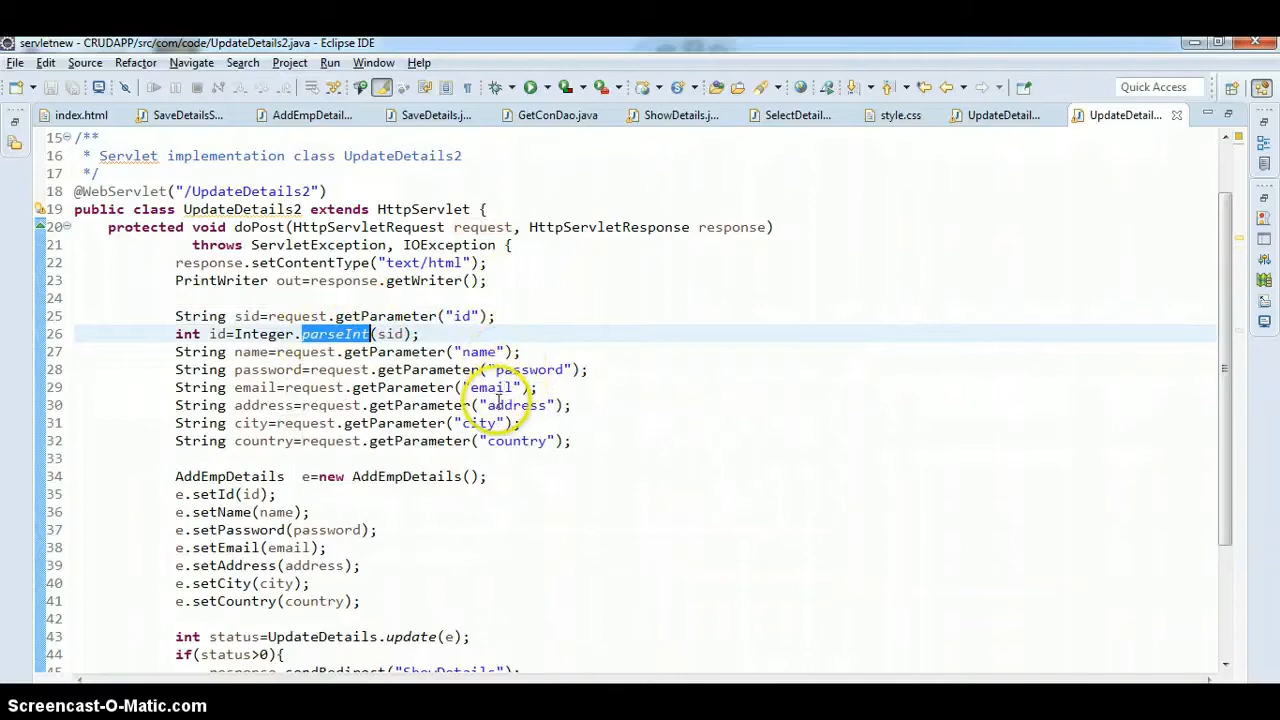 servletnew - CRUDAPP/src/com/code/UpdateDetails2.java - Eclipse IDE
File Edit Source Refactor Navigate Search Project Run Window Help
Quick Access
index.html SaveDetailsS... AddEmpDetail... SaveDetails.j... GetConDao.java ShowDetails.j... SelectDetail... style.css UpdateDetail... UpdateDetail...
15 /**
16 * Servlet implementation class UpdateDetails2
17 */
18 @WebServlet("/UpdateDetails2")
19 public class UpdateDetails2 extends HttpServlet {
20 protected void doPost(HttpServletRequest request, HttpServletResponse response)
21 throws ServletException, IOException {
22 response.setContentType("text/html");
23 PrintWriter out=response.getWriter();
24
25 String sid=request.getParameter("id");
26 int id=Integer.parseInt(sid);
27 String name=request.getParameter("name");
28 String password=request.getParameter("password");
29 String email=request.getParameter("email");
30 String address=request.getParameter("address");
31 String city=request.getParameter("city");
32 String country=request.getParameter("country");
33
34 AddEmpDetails e=new AddEmpDetails();
35 e.setId(id);
36 e.setName(name);
37 e.setPassword(password);
38 e.setEmail(email);
39 e.setAddress(address);
40 e.setCity(city);
41 e.setCountry(country);
42
43 int status=UpdateDetails.update(e);
44 if(status>0){
45 response.sendRedirect("ShowDetails");
Screencast-O-Matic.com